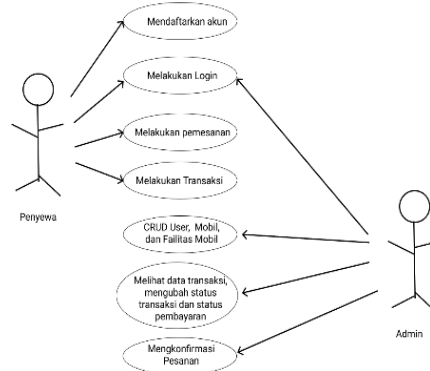 Mendaftarkan akun
Melakukan Login
Melakukan pemesanan
Melakukan Transaksi
Penyewa
CRUD User, Mobil,
dan Failitas Mobil
Melihat data transaksi,
mengubah status
transaksi dan status
pembayaran
Admin
Mengkonfirmasi
Pesanan